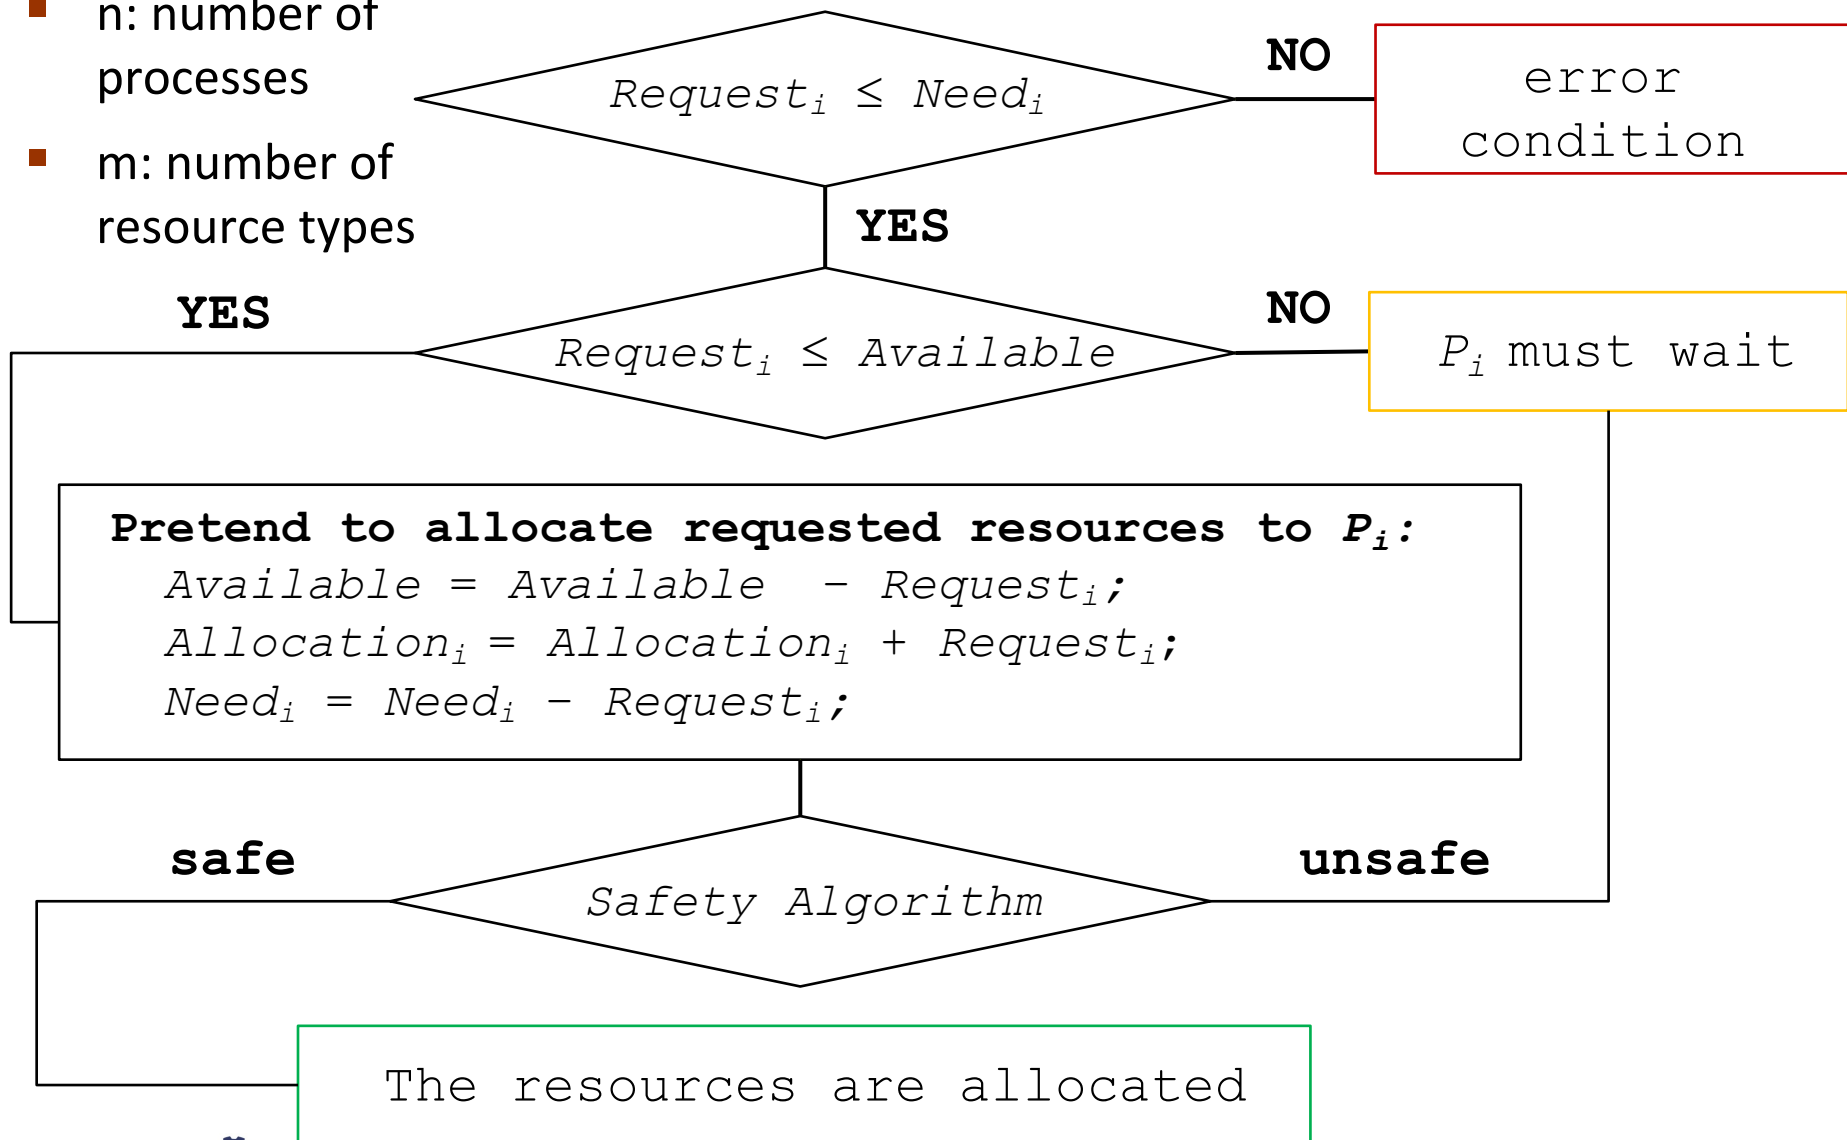 n: number of
processes
m: number of
resource types
Requestᵢ ≤ Needᵢ
NO
error
condition
YES
YES
Requestᵢ ≤ Available
NO
Pᵢ must wait
Pretend to allocate requested resources to Pᵢ:
Available = Available – Requestᵢ;
Allocationᵢ = Allocationᵢ + Requestᵢ;
Needᵢ = Needᵢ – Requestᵢ;
safe
Safety Algorithm
unsafe
The resources are allocated